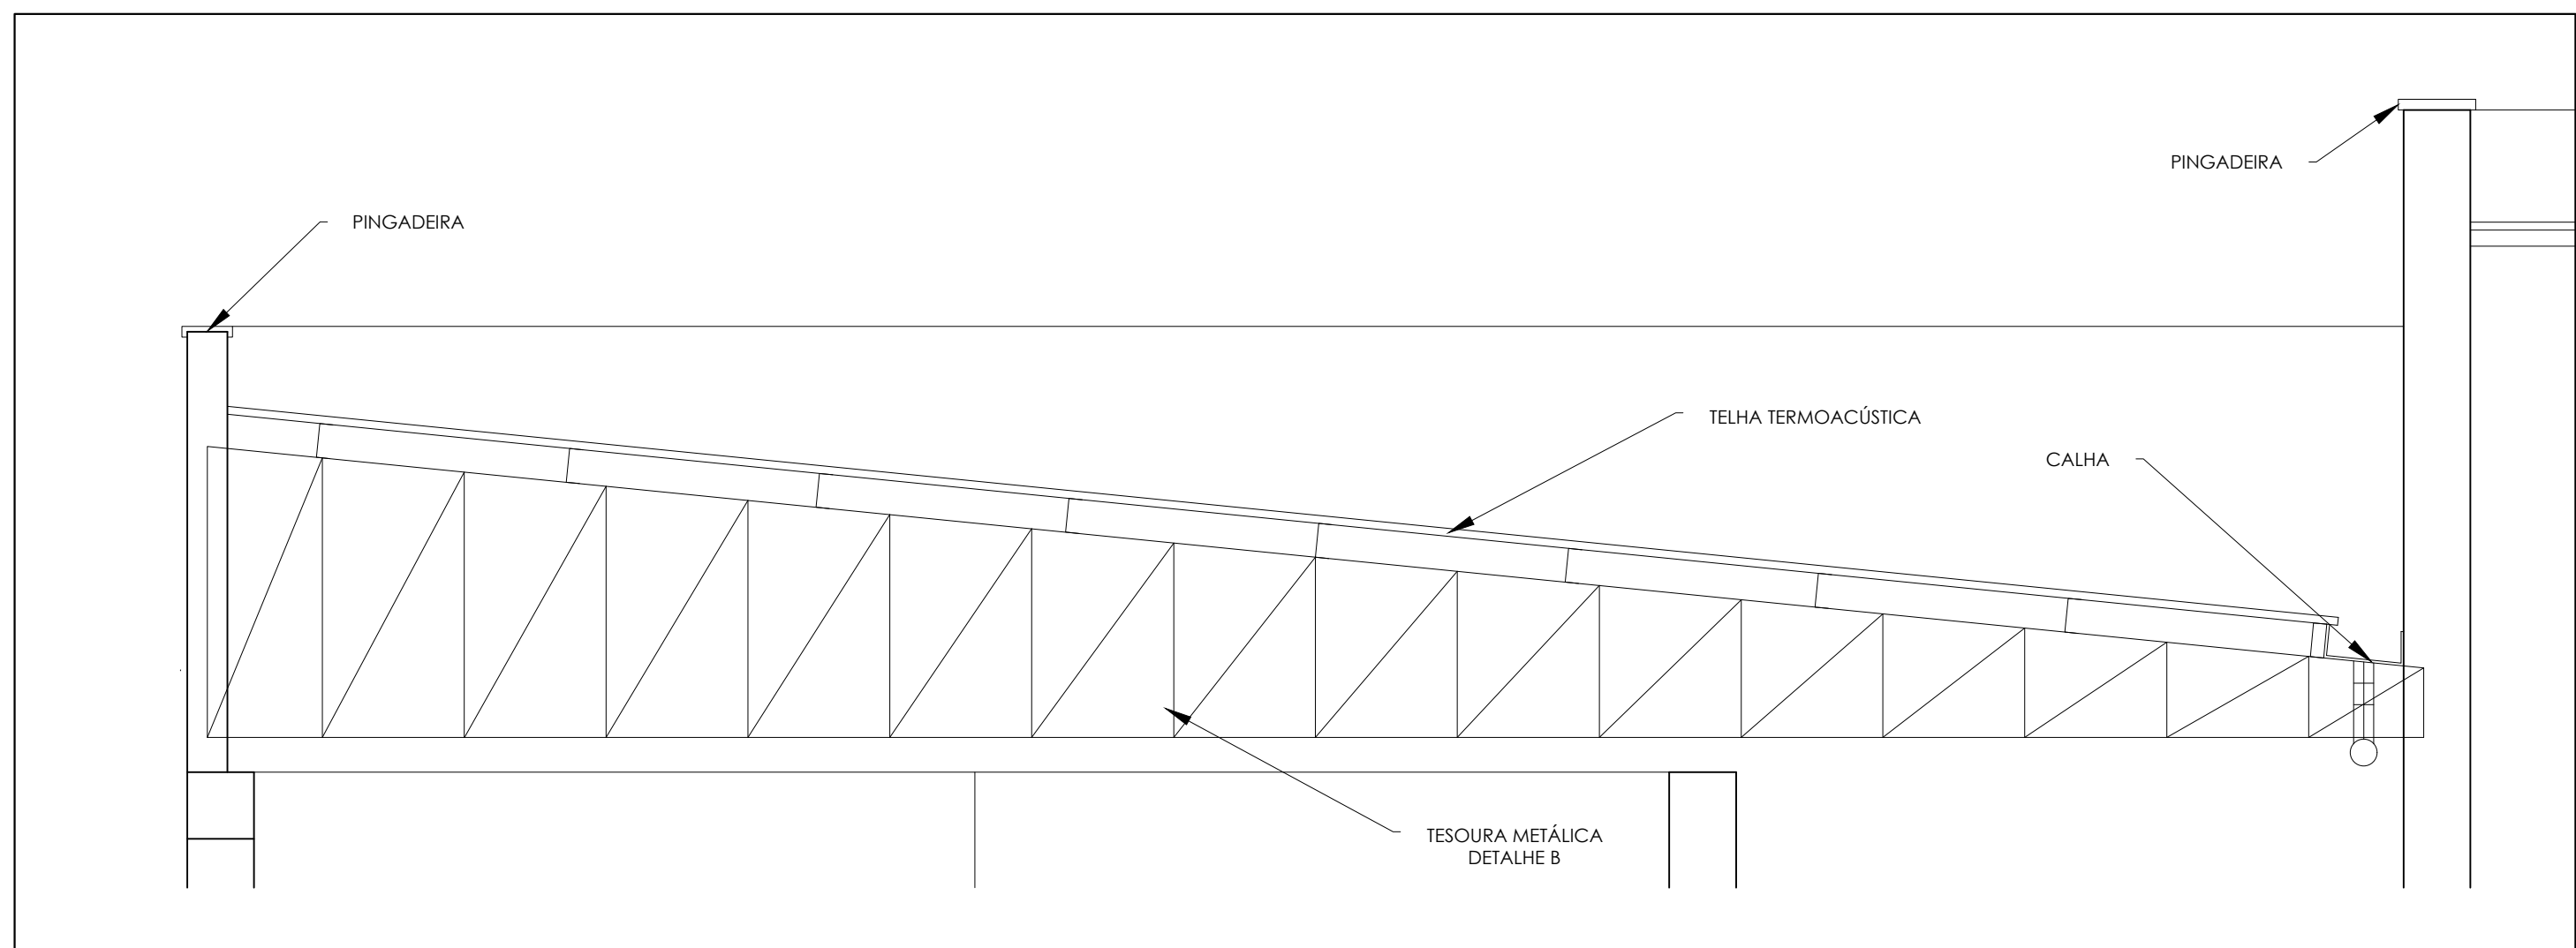 PINGADEIRA
PINGADEIRA
TELHA TERMOACÚSTICA
CALHA
TESOURA METÁLICA
DETALHE B